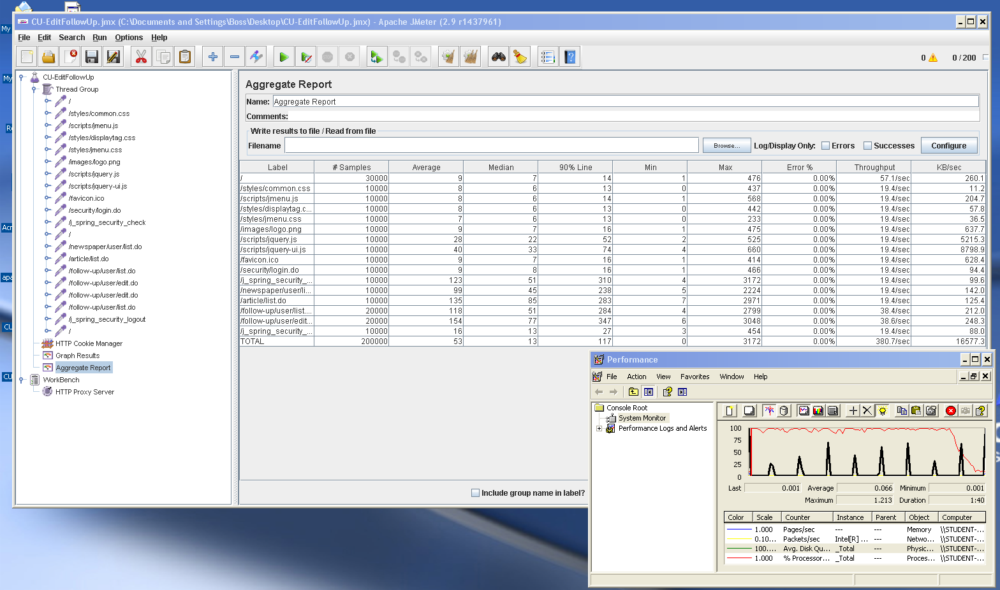 CU-EditFollowUp.jmx (C:\Documents and Settings\Boss\Desktop\CU-EditFollowUp.jmx) - Apache JMeter (2.9 r1437961)
File Edit Search Run Options Help
0 0 / 200
My
My
Re
Acr
apa
CU
CU
CU-EditFollowUp
Thread Group
/
/styles/common.css
/scripts/jmenu.js
/styles/displaytag.css
/styles/jmenu.css
/images/logo.png
/scripts/jquery.js
/scripts/jquery-ui.js
/favicon.ico
/security/login.do
/j_spring_security_check
/
/newspaper/user/list.do
/article/list.do
/follow-up/user/list.do
/follow-up/user/edit.do
/follow-up/user/edit.do
/follow-up/user/list.do
/j_spring_security_logout
/
HTTP Cookie Manager
Graph Results
Aggregate Report
WorkBench
HTTP Proxy Server
Aggregate Report
Name: Aggregate Report
Comments:
Write results to file / Read from file
Filename Browse... Log/Display Only: Errors Successes Configure
Label # Samples Average Median 90% Line Min Max Error % Throughput KB/sec
/ 30000 9 7 14 1 476 0.00% 57.1/sec 260.1
/styles/common.css 10000 8 6 13 0 437 0.00% 19.4/sec 11.2
/scripts/jmenu.js 10000 8 6 14 1 568 0.00% 19.4/sec 204.7
/styles/displaytag.c... 10000 8 6 13 0 442 0.00% 19.4/sec 57.8
/styles/jmenu.css 10000 7 6 13 0 233 0.00% 19.4/sec 36.5
/images/logo.png 10000 9 7 16 1 475 0.00% 19.4/sec 637.7
/scripts/jquery.js 10000 28 22 52 2 525 0.00% 19.4/sec 5215.3
/scripts/jquery-ui.js 10000 40 33 74 4 660 0.00% 19.4/sec 8798.9
/favicon.ico 10000 9 7 16 1 414 0.00% 19.4/sec 628.4
/security/login.do 10000 9 8 16 1 466 0.00% 19.4/sec 94.4
/j_spring_security_... 10000 123 51 310 4 3172 0.00% 19.4/sec 99.6
/newspaper/user/li... 10000 99 45 238 5 2224 0.00% 19.4/sec 142.0
/article/list.do 10000 135 85 283 7 2971 0.00% 19.4/sec 125.4
/follow-up/user/list.... 20000 118 51 284 4 2799 0.00% 38.4/sec 212.0
/follow-up/user/edit... 20000 154 77 347 6 3048 0.00% 38.6/sec 248.3
/j_spring_security_... 10000 16 13 27 3 454 0.00% 19.4/sec 88.0
TOTAL 200000 53 13 117 0 3172 0.00% 380.7/sec 16577.3
Include group name in label?
Performance
File Action View Favorites Window Help
Console Root
System Monitor
Performance Logs and Alerts
100
75
50
25
0
Last 0.001 Average 0.066 Minimum 0.001
Maximum 1.213 Duration 1:40
Color Scale Counter Instance Parent Object Computer
1.000 Pages/sec --- --- Memory \\STUDENT-...
0.10... Packets/sec Intel[R] ... --- Netwo... \\STUDENT-...
100.... Avg. Disk Qu... _Total --- Physic... \\STUDENT-...
1.000 % Processor... _Total --- Proces... \\STUDENT-...